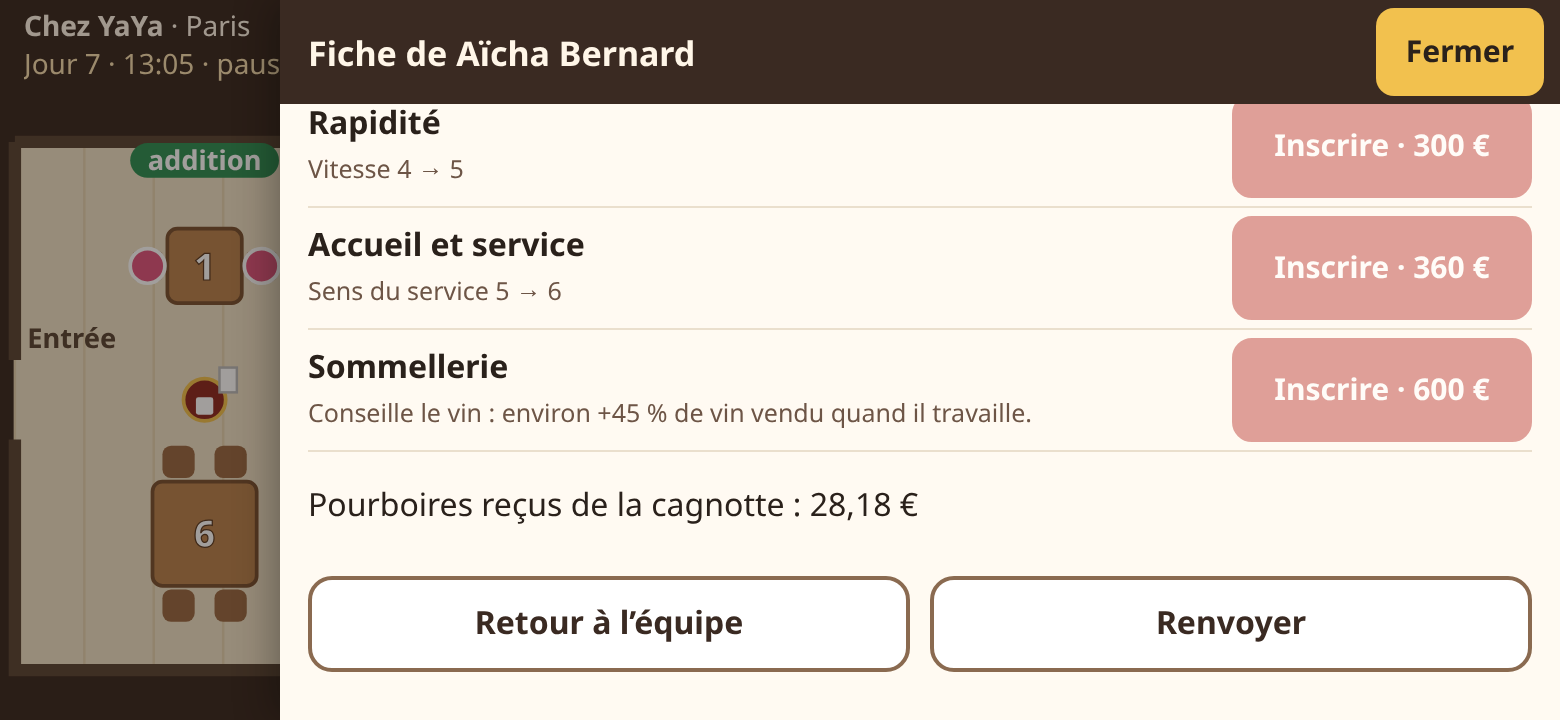 Chez YaYa · Paris
Jour 7 · 13:05 · paus
Fiche de Aïcha Bernard
Fermer
addition
1
Entrée
6
Rapidité
Vitesse 4 → 5
Inscrire · 300 €
Accueil et service
Sens du service 5 → 6
Inscrire · 360 €
Sommellerie
Conseille le vin : environ +45 % de vin vendu quand il travaille.
Inscrire · 600 €
Pourboires reçus de la cagnotte : 28,18 €
Retour à l’équipe
Renvoyer